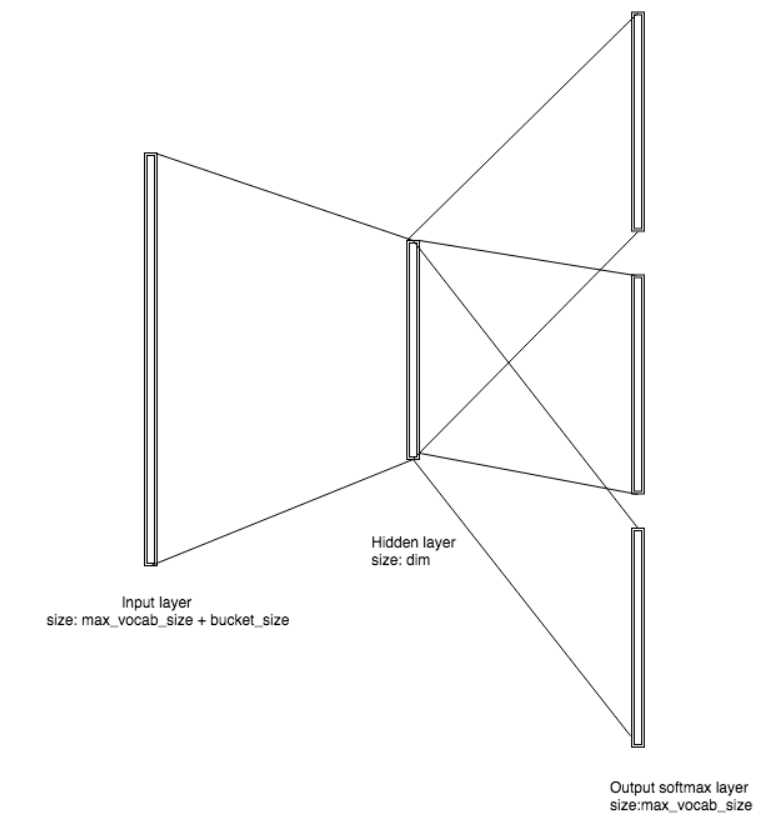 Hidden layer
size: dim
Input layer
size: max_vocab_size + bucket_size
Output softmax layer
size:max_vocab_size